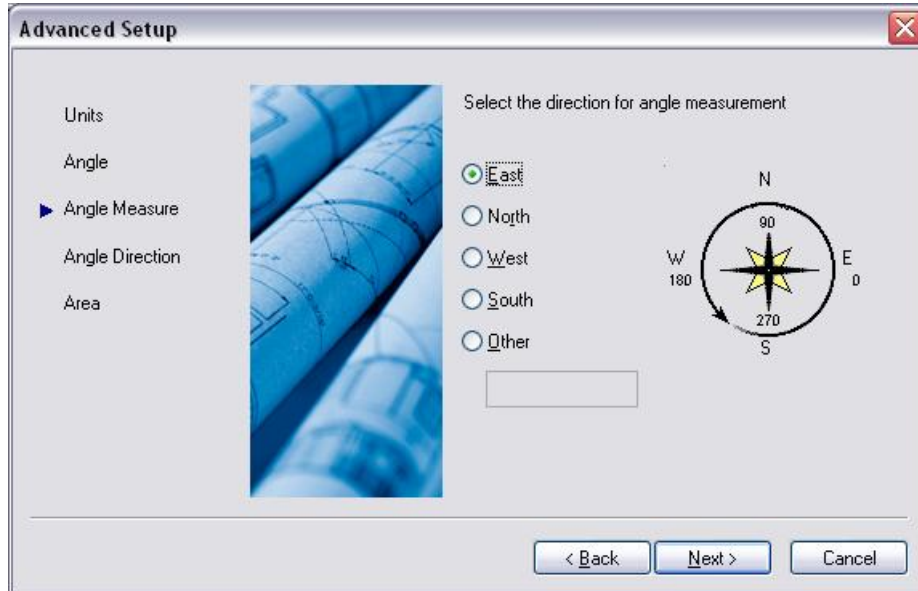 Advanced Setup
Units
Angle
Angle Measure
Angle Direction
Area
Select the direction for angle measurement
East
North
West
South
Other
N
90
W
180
E
0
270
S
< Back
Next >
Cancel